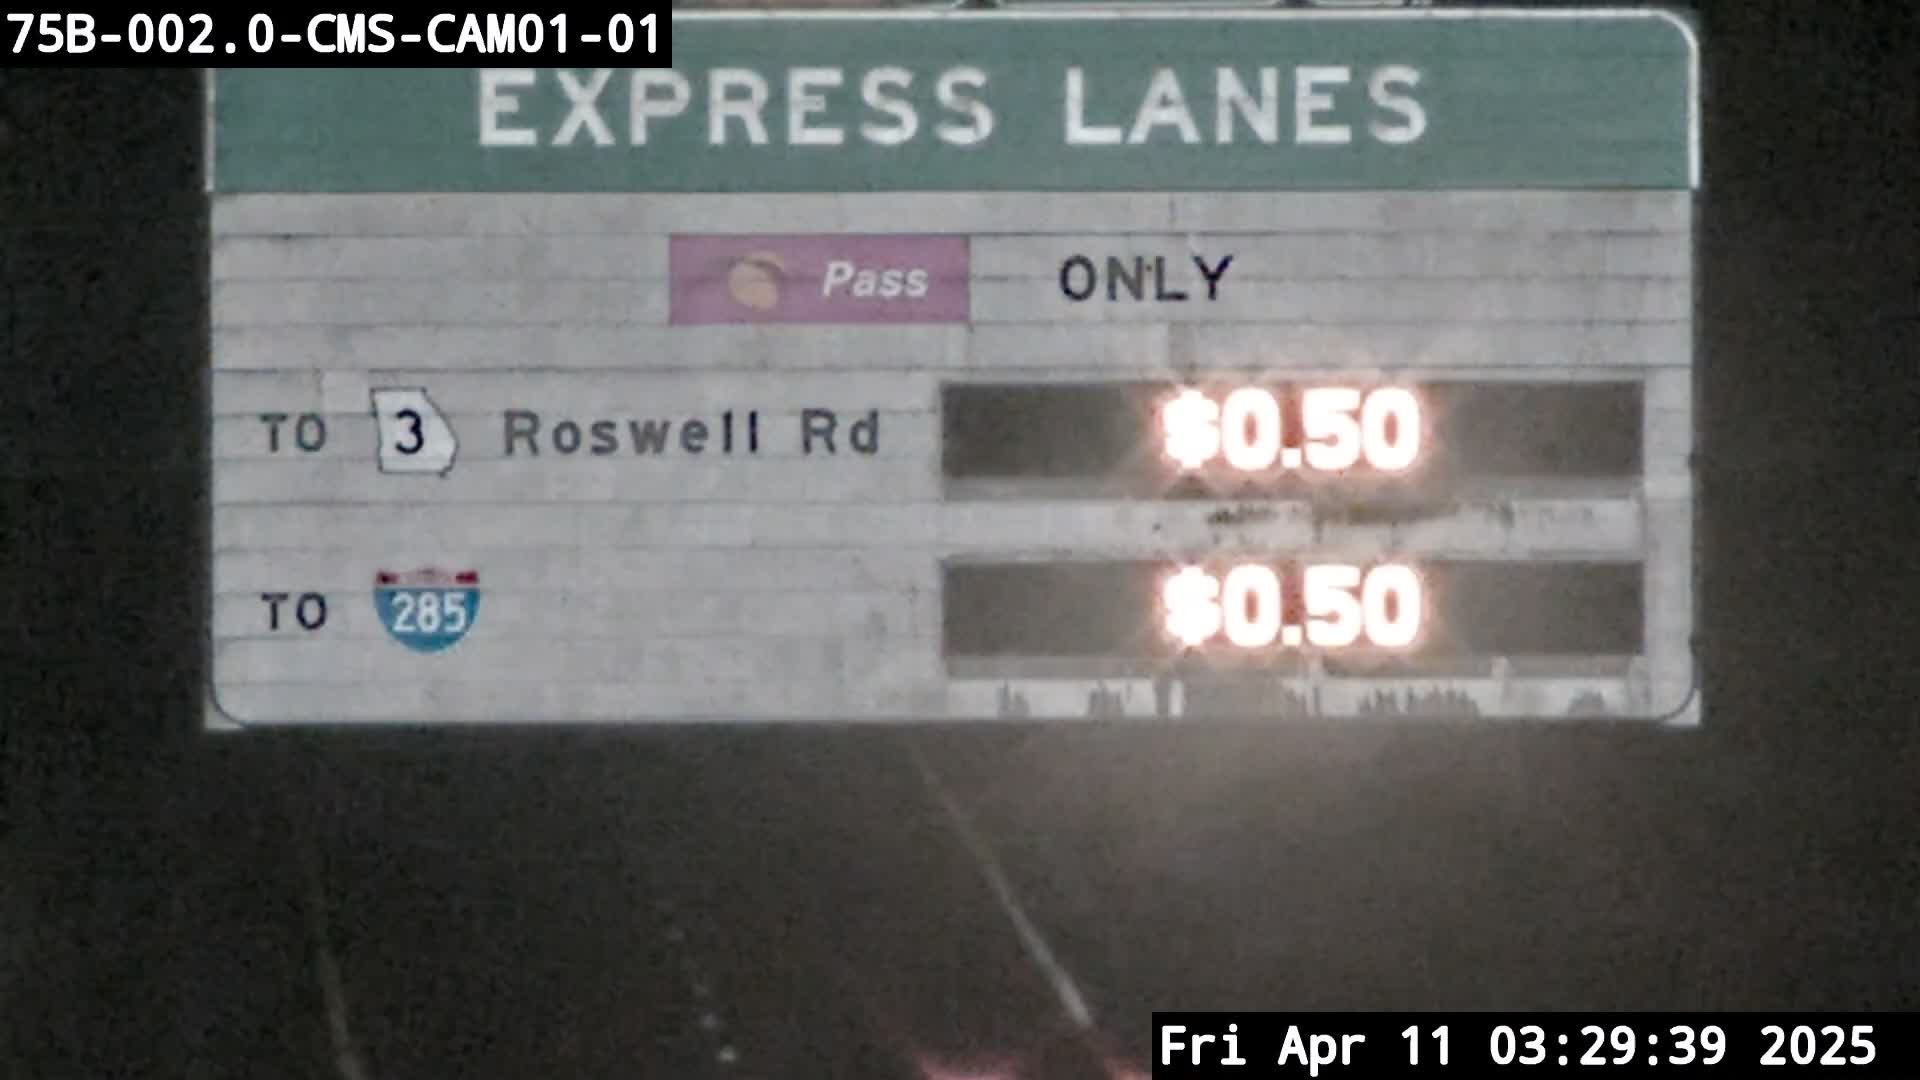 75B-002.0-CMS-CAM01-01
EXPRESS LANES
Pass ONLY
TO 3 Roswell Rd $0.50
TO 285 $0.50
Fri Apr 11 03:29:39 2025